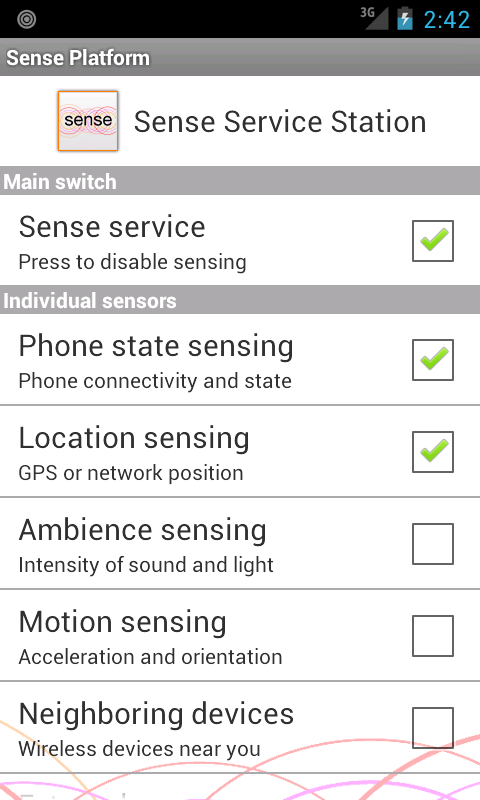 3G 2:42
Sense Platform
sense Sense Service Station
Main switch
Sense service
Press to disable sensing
Individual sensors
Phone state sensing
Phone connectivity and state
Location sensing
GPS or network position
Ambience sensing
Intensity of sound and light
Motion sensing
Acceleration and orientation
Neighboring devices
Wireless devices near you